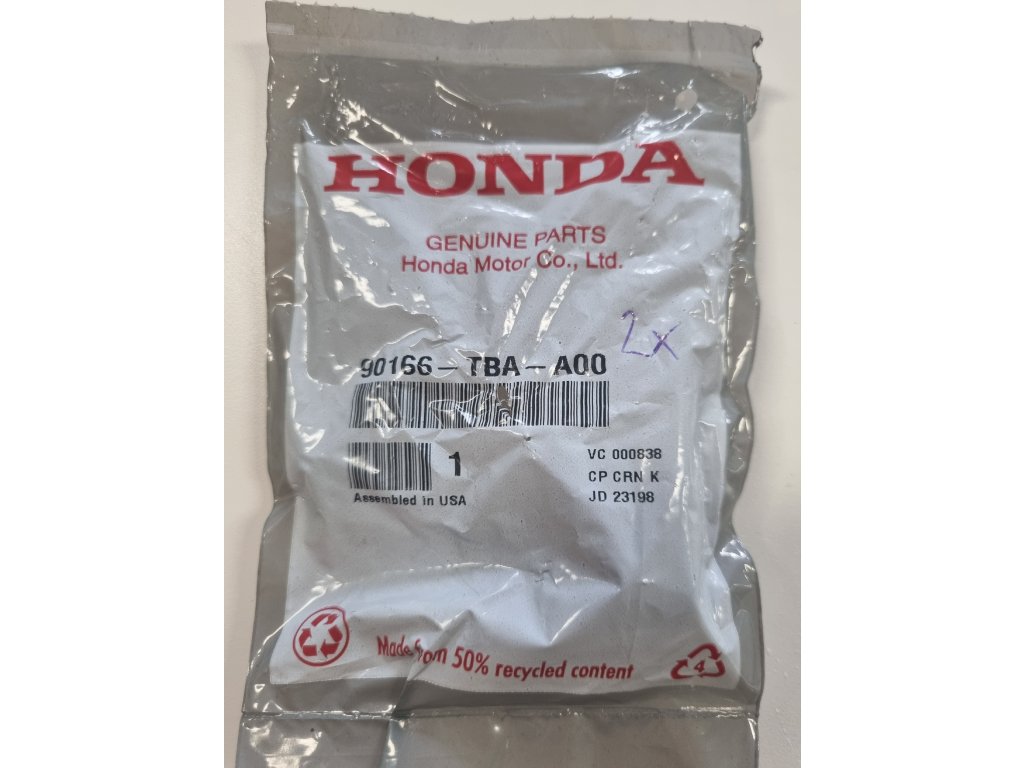 HONDA
GENUINE PARTS
Honda Motor Co., Ltd.
2x
90166-TBA-A00
1
VC 000838
CP CRN K
JD 23198
Assembled in USA
Made from 50% recycled content
4